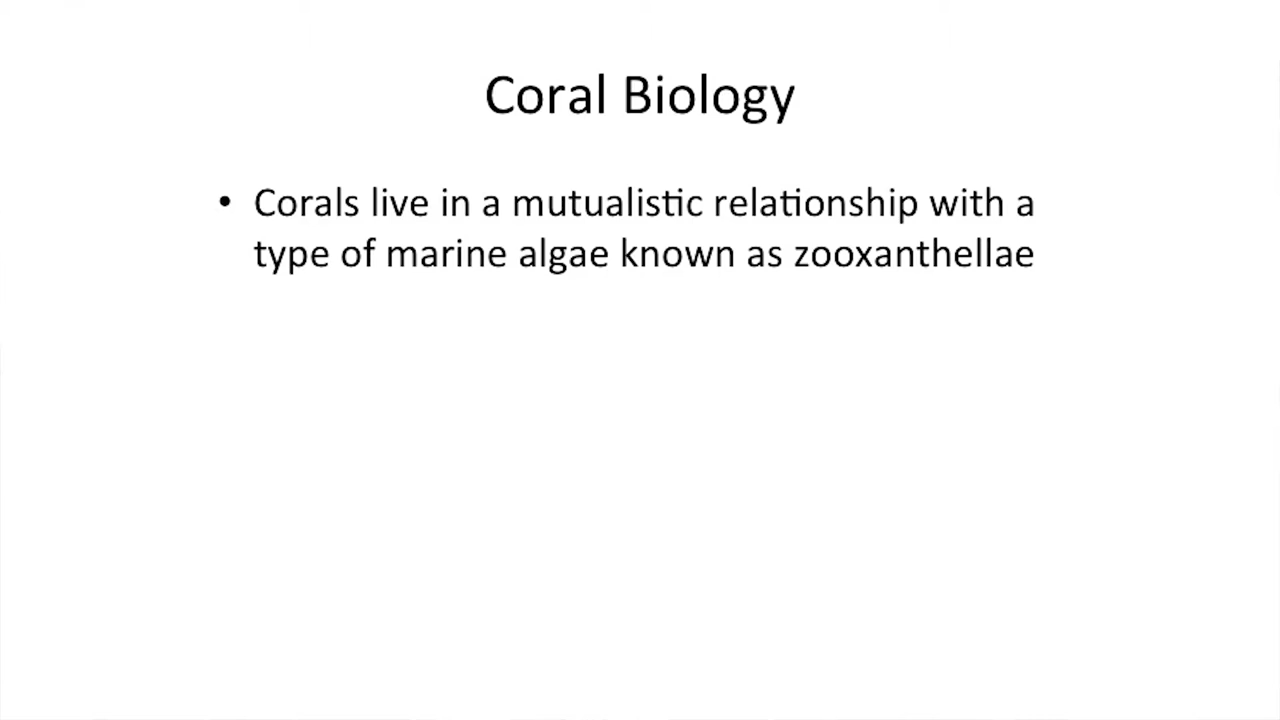 Coral Biology
• Corals live in a mutualistic relationship with a
type of marine algae known as zooxanthellae